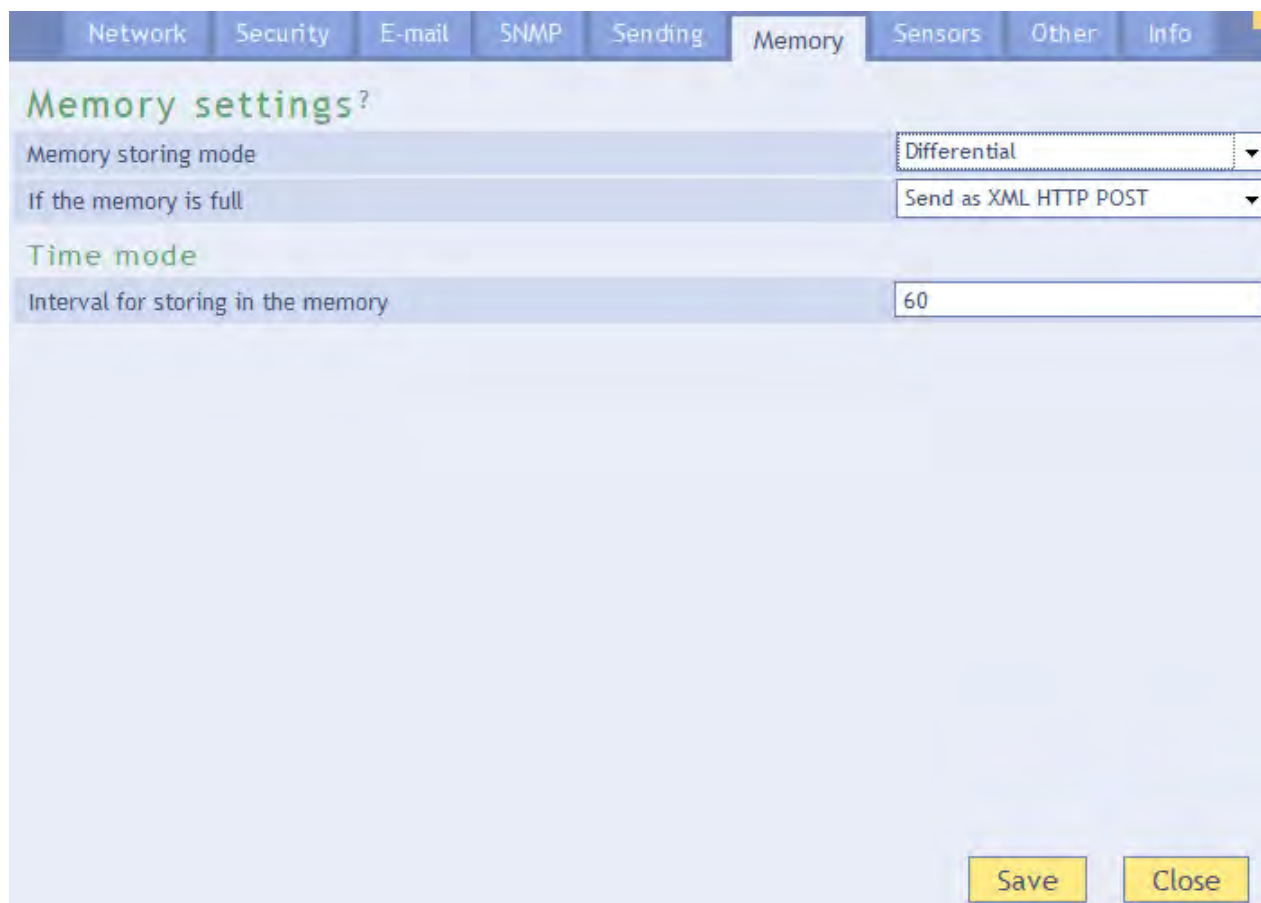 Network Security E-mail SNMP Sending Memory Sensors Other Info
Memory settings?
Memory storing mode Differential
If the memory is full Send as XML HTTP POST
Time mode
Interval for storing in the memory 60
Save Close